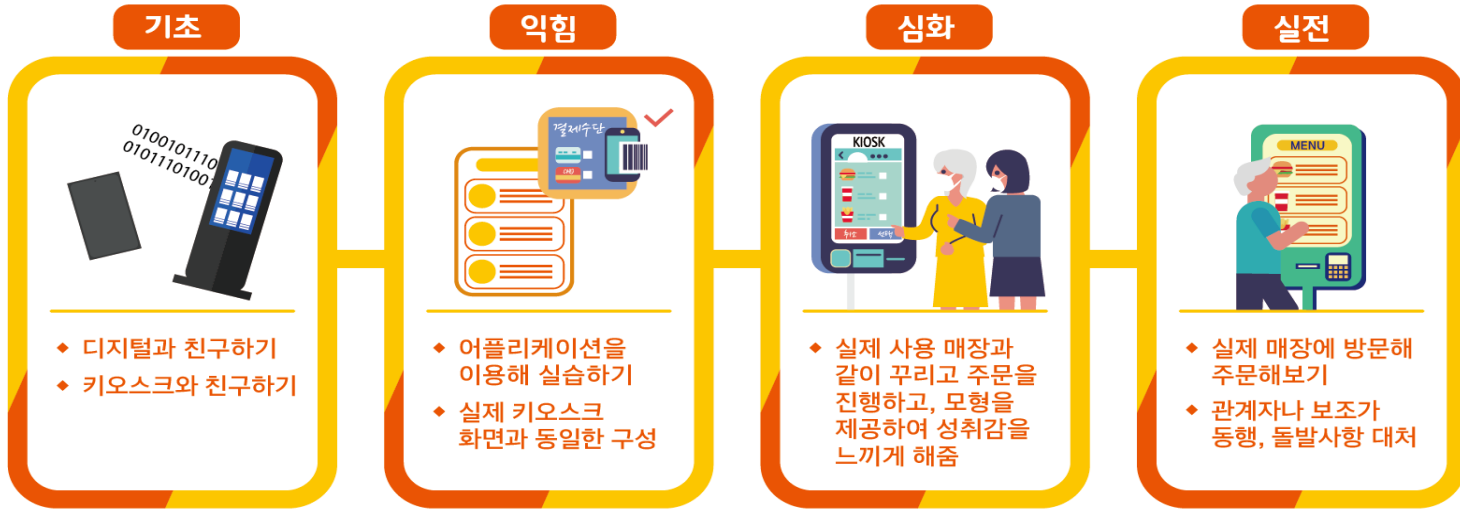 기초
0100101110
0101110100
디지털과 친구하기
키오스크와 친구하기
익힘
결제수단
어플리케이션을
이용해 실습하기
실제 키오스크
화면과 동일한 구성
심화
KIOSK
취소
선택
실제 사용 매장과
같이 꾸리고 주문을
진행하고, 모형을
제공하여 성취감을
느끼게 해줌
실전
MENU
실제 매장에 방문해
주문해보기
관계자나 보조가
동행, 돌발사항 대처